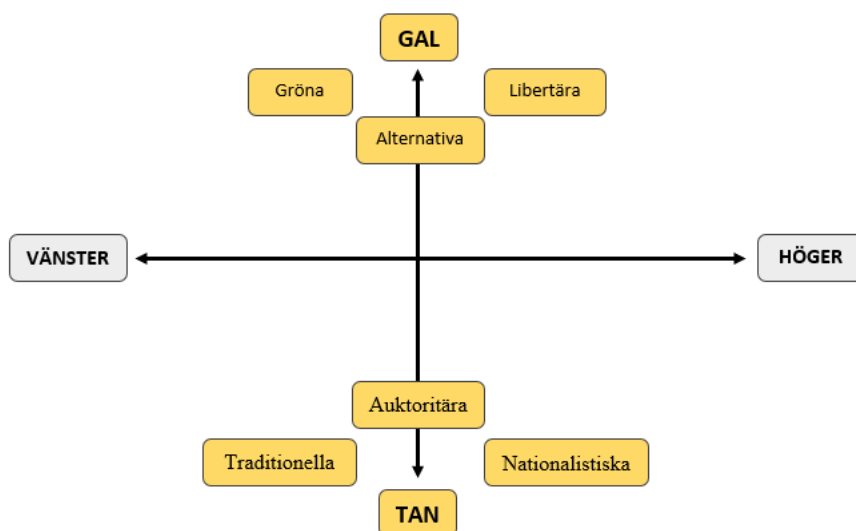 GAL
Gröna
Libertära
Alternativa
VÄNSTER
HÖGER
Auktoritära
Traditionella
Nationalistiska
TAN